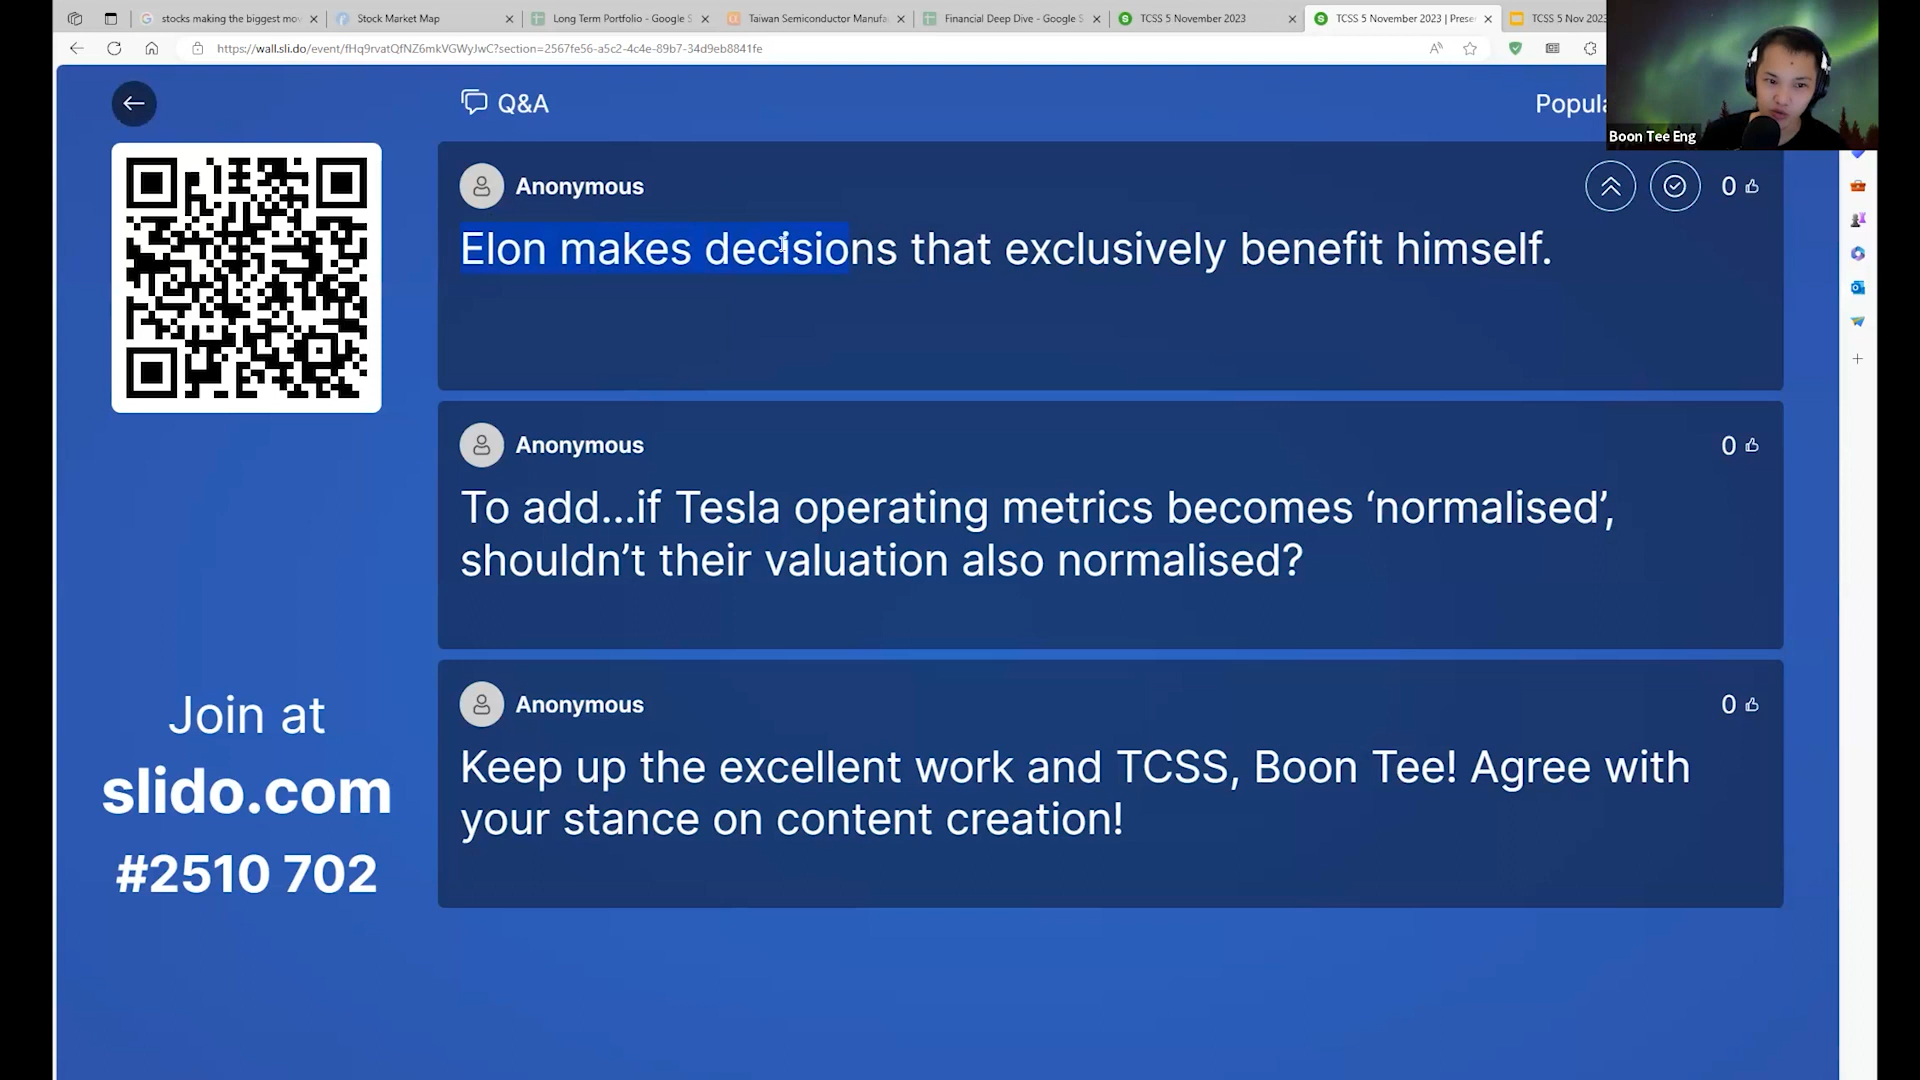 stocks making the biggest mov
Stock Market Map
Long Term Portfolio - Google S
Taiwan Semiconductor Manufa
Financial Deep Dive - Google S
TCSS 5 November 2023
TCSS 5 November 2023 | Prese
TCSS 5 Nov 2023
https://wall.sli.do/event/fHq9rvatQfNZ6mkVGWyJwC?section=2567fe56-a5c2-4c4e-89b7-34d9eb8841fe
Boon Tee Eng
Q&A
Popula
Anonymous
0
Elon makes decisions that exclusively benefit himself.
Anonymous
0
To add...if Tesla operating metrics becomes ‘normalised’,
shouldn’t their valuation also normalised?
Anonymous
0
Keep up the excellent work and TCSS, Boon Tee! Agree with
your stance on content creation!
Join at
slido.com
#2510 702